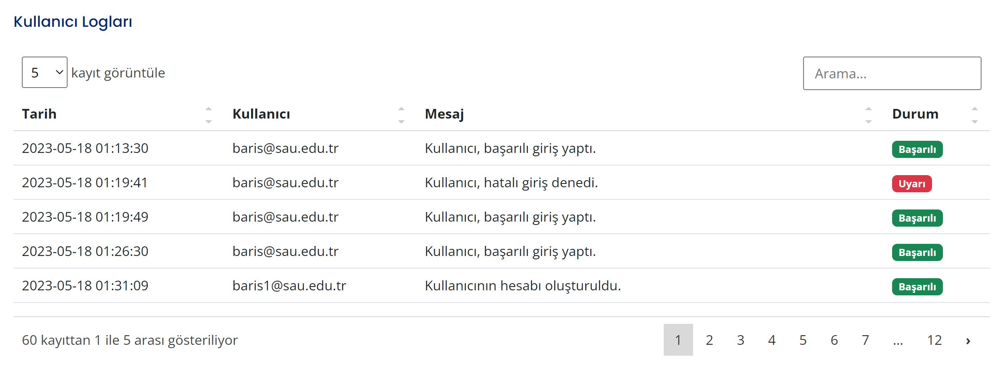 Kullanıcı Logları
5 kayıt görüntüle Arama...
Tarih Kullanıcı Mesaj Durum
2023-05-18 01:13:30 baris@sau.edu.tr Kullanıcı, başarılı giriş yaptı. Başarılı
2023-05-18 01:19:41 baris@sau.edu.tr Kullanıcı, hatalı giriş denedi. Uyarı
2023-05-18 01:19:49 baris@sau.edu.tr Kullanıcı, başarılı giriş yaptı. Başarılı
2023-05-18 01:26:30 baris@sau.edu.tr Kullanıcı, başarılı giriş yaptı. Başarılı
2023-05-18 01:31:09 baris1@sau.edu.tr Kullanıcının hesabı oluşturuldu. Başarılı
60 kayıttan 1 ile 5 arası gösteriliyor 1 2 3 4 5 6 7 ... 12 ›